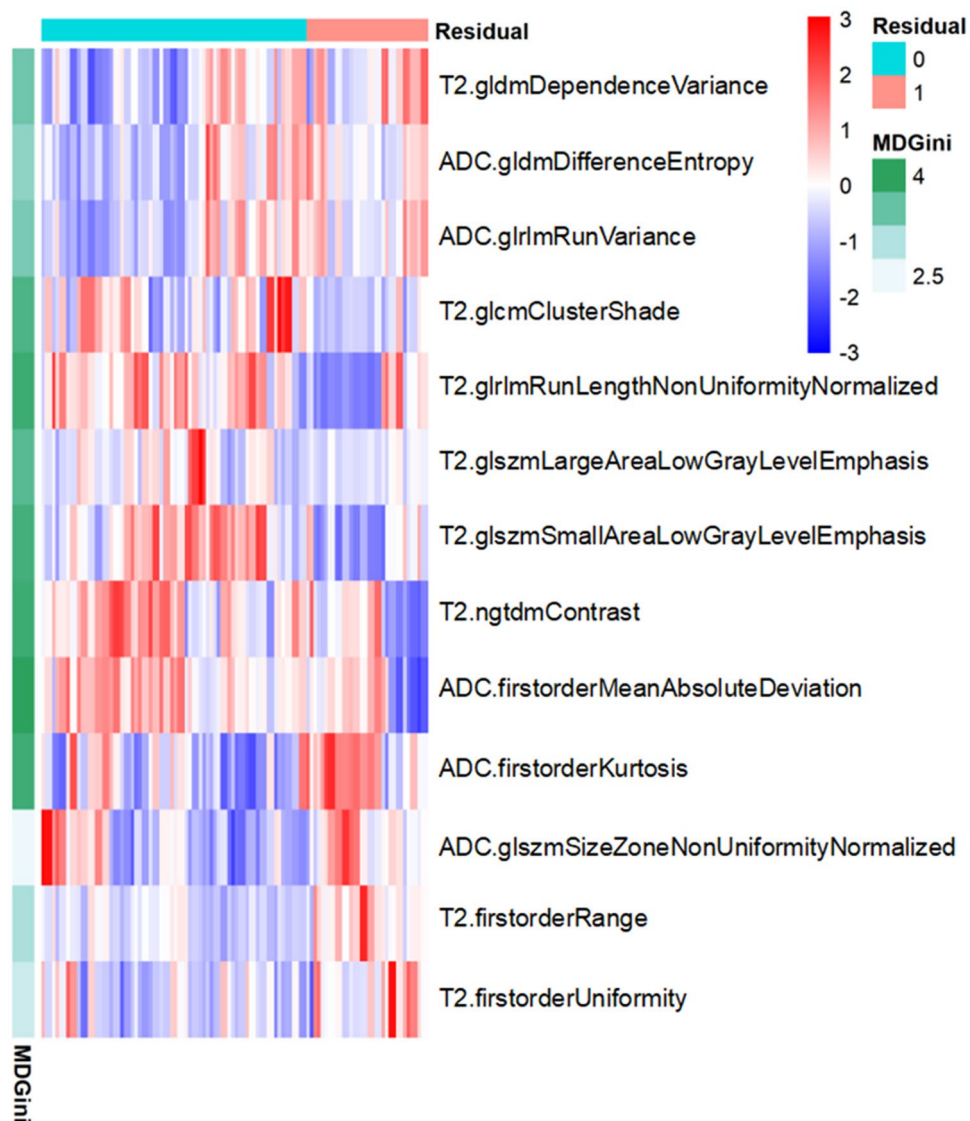 Residual
T2.gldmDependenceVariance
ADC.gldmDifferenceEntropy
ADC.glrlmRunVariance
T2.glcmClusterShade
T2.glrlmRunLengthNonUniformityNormalized
T2.glszmLargeAreaLowGrayLevelEmphasis
T2.glszmSmallAreaLowGrayLevelEmphasis
T2.ngtdmContrast
ADC.firstorderMeanAbsoluteDeviation
ADC.firstorderKurtosis
ADC.glszmSizeZoneNonUniformityNormalized
T2.firstorderRange
T2.firstorderUniformity
MDGini
3
2
1
0
-1
-2
-3
Residual
0
1
MDGini
4
2.5